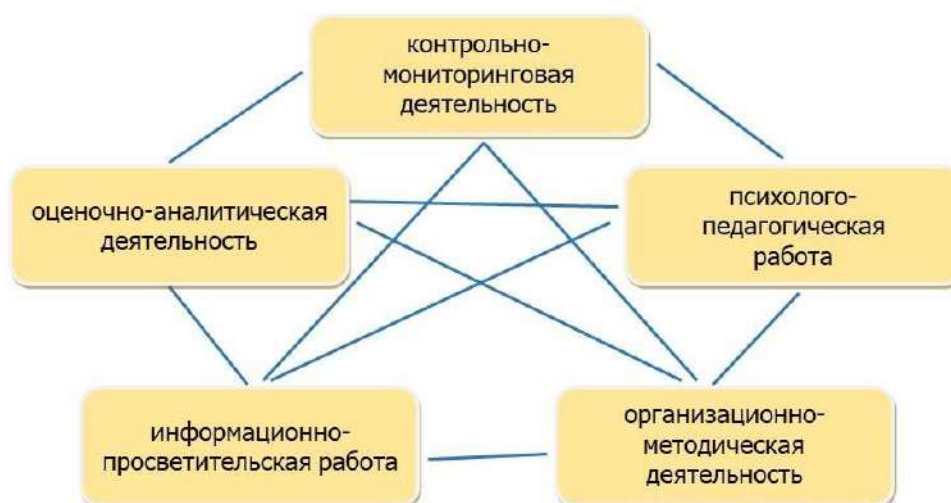 контрольно-
мониторинговая
деятельность
оценочно-аналитическая
деятельность
психолого-
педагогическая
работа
информационно-
просветительская работа
организационно-
методическая
деятельность